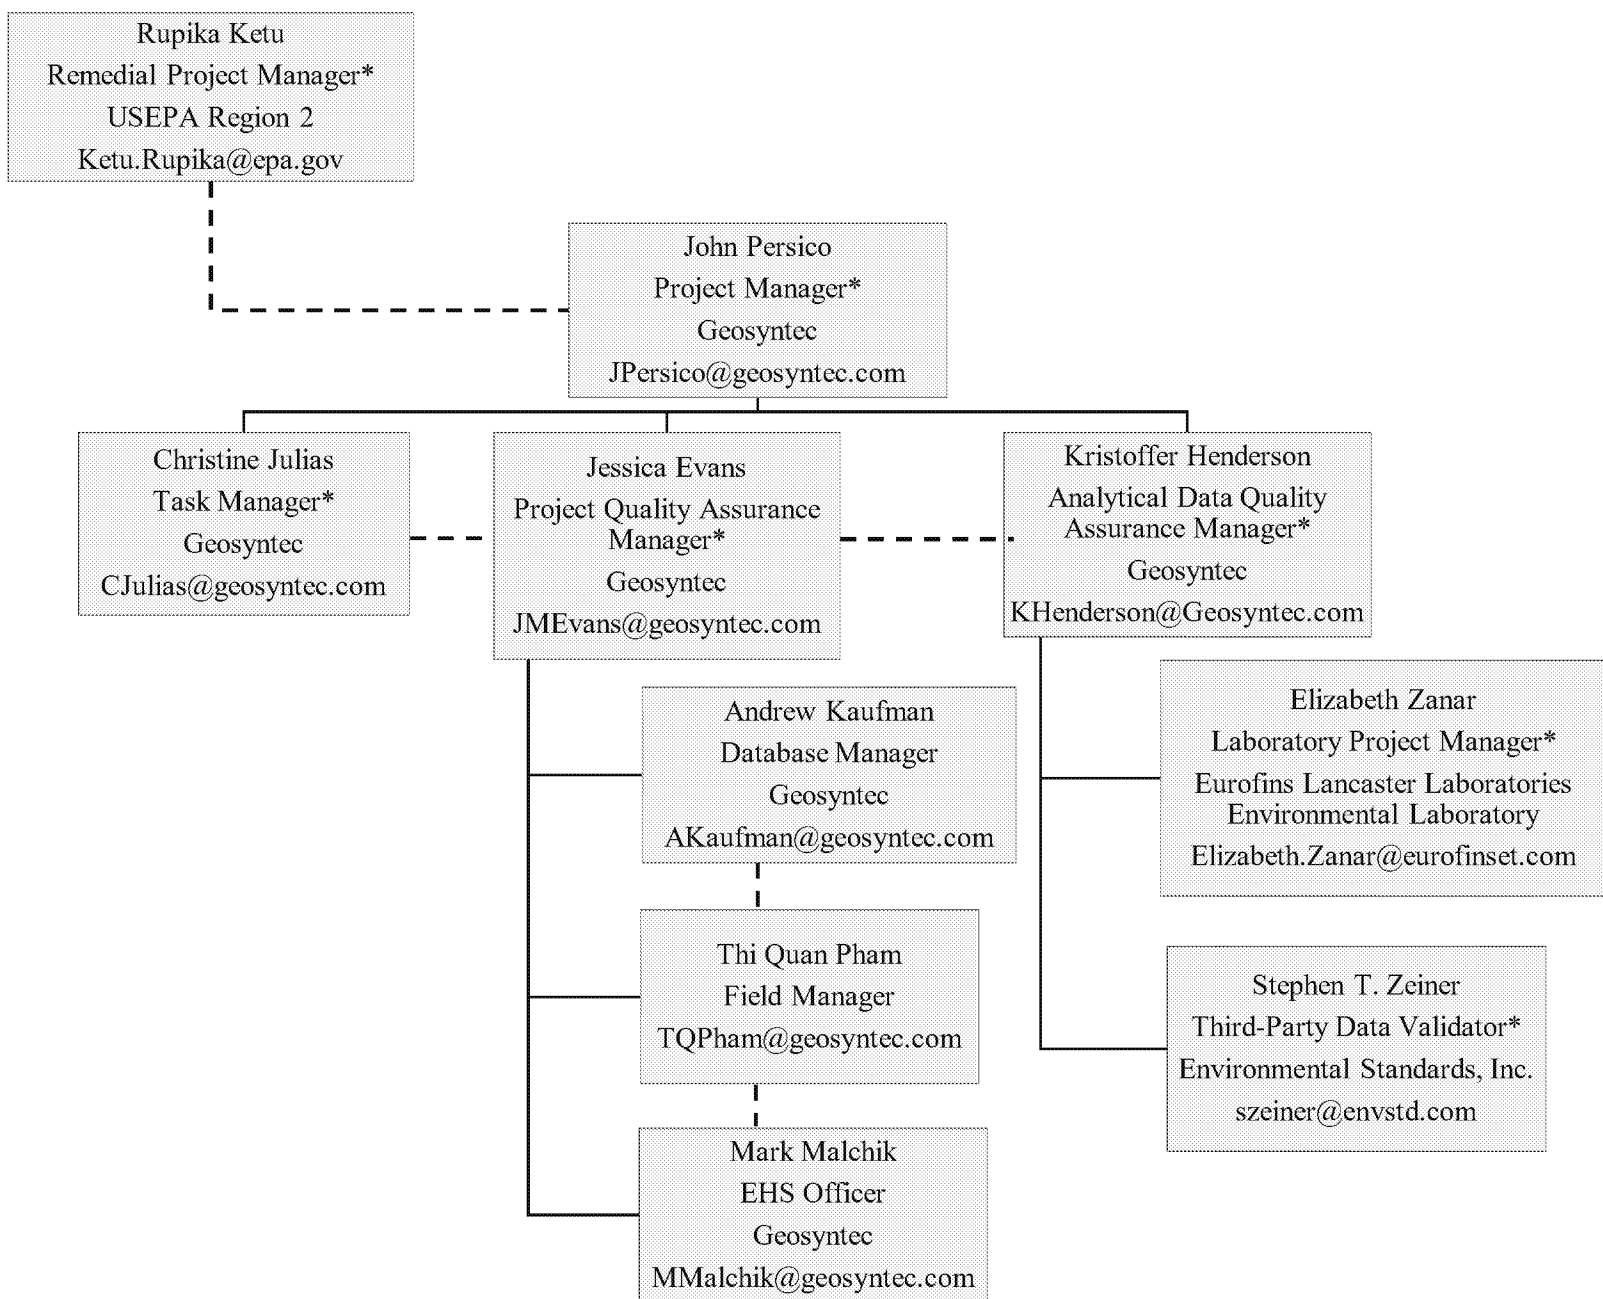 Rupika Ketu
Remedial Project Manager*
USEPA Region 2
Ketu.Rupika@epa.gov
John Persico
Project Manager*
Geosyntec
JPersico@geosyntec.com
Christine Julias
Task Manager*
Geosyntec
CJulias@geosyntec.com
Jessica Evans
Project Quality Assurance
Manager*
Geosyntec
JMEvans@geosyntec.com
Kristoffer Henderson
Analytical Data Quality
Assurance Manager*
Geosyntec
KHenderson@Geosyntec.com
Andrew Kaufman
Database Manager
Geosyntec
AKaufman@geosyntec.com
Elizabeth Zanar
Laboratory Project Manager*
Eurofins Lancaster Laboratories
Environmental Laboratory
Elizabeth.Zanar@eurofinset.com
Thi Quan Pham
Field Manager
TQPham@geosyntec.com
Stephen T. Zeiner
Third-Party Data Validator*
Environmental Standards, Inc.
szeiner@envstd.com
Mark Malchik
EHS Officer
Geosyntec
MMalchik@geosyntec.com